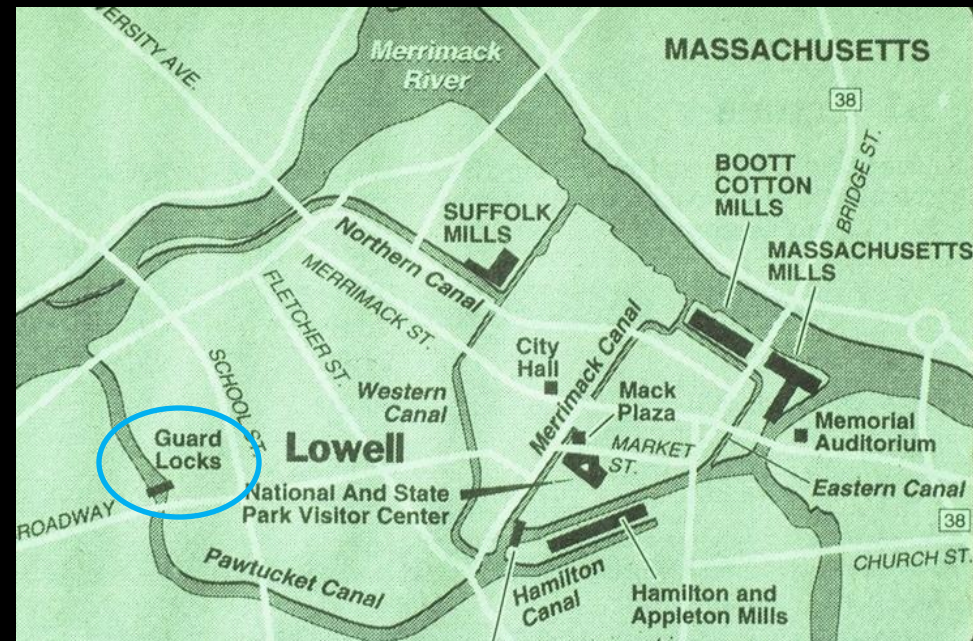 VERSITY AVE.
Merrimack
River
MASSACHUSETTS
38
BRIDGE ST.
BOOTT
COTTON
MILLS
SUFFOLK
MILLS
MASSACHUSETTS
MILLS
Northern Canal
MERRIMACK ST.
FLETCHER ST.
SCHOOL ST.
City
Hall
Merrimack Canal
Western
Canal
Mack
Plaza
Guard
Locks
Lowell
MARKET
ST.
Memorial
Auditorium
National And State
Park Visitor Center
Eastern Canal
ROADWAY
38
Pawtucket Canal
CHURCH ST.
Hamilton
Canal
Hamilton and
Appleton Mills